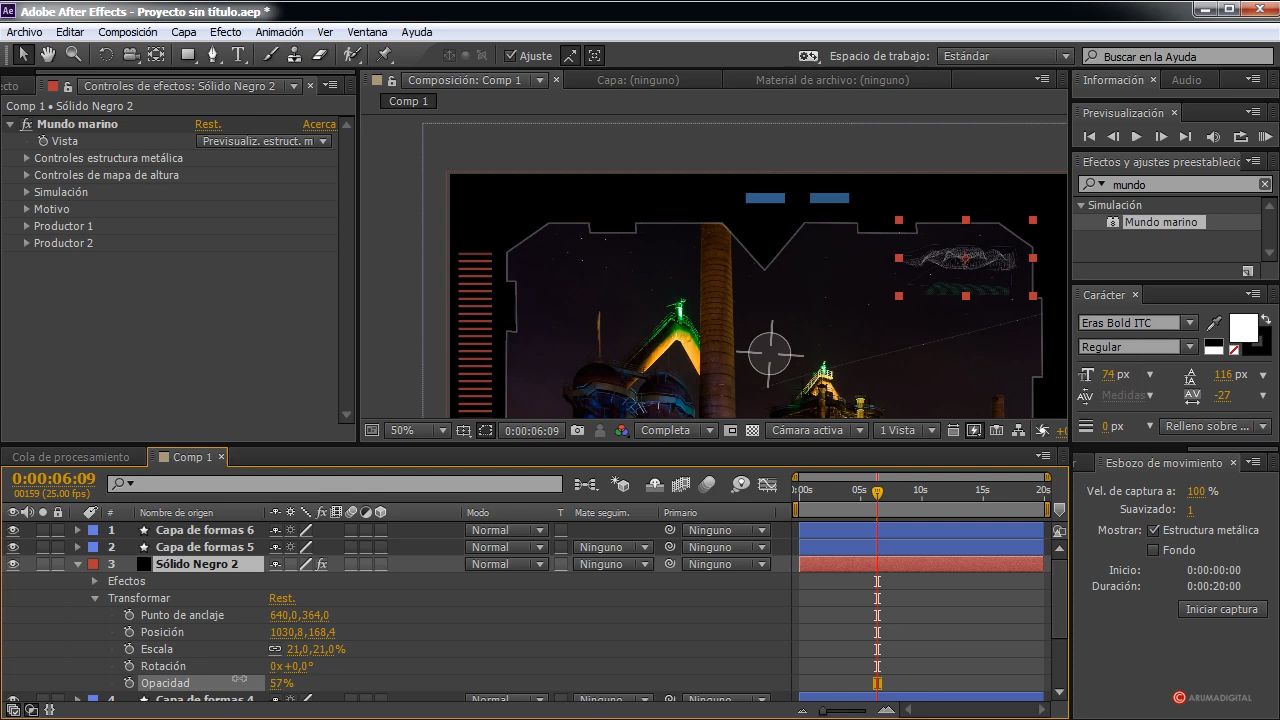 Adobe After Effects - Proyecto sin título.aep *
Archivo Editar Composición Capa Efecto Animación Ver Ventana Ayuda
Ajuste Espacio de trabajo: Estándar Buscar en la Ayuda
ecto Controles de efectos: Sólido Negro 2
Comp 1 • Sólido Negro 2
fx Mundo marino Rest. Acerca
Vista Previsualiz. estruct. m
Controles estructura metálica
Controles de mapa de altura
Simulación
Motivo
Productor 1
Productor 2
Composición: Comp 1 Capa: (ninguno) Material de archivo: (ninguno)
Comp 1
50% 0:00:06:09 Completa Cámara activa 1 Vista +0
Información Audio
Previsualización
Efectos y ajustes preestablecic
mundo
Simulación
Mundo marino
Carácter
Eras Bold ITC
Regular
74 px 116 px
Medidas -27
0 px Relleno sobre ...
Cola de procesamiento Comp 1
0:00:06:09
00159 (25.00 fps)
0:00s 05s 10s 15s 20s
# Nombre de origen Modo T Mate seguim. Primario
1 Capa de formas 6 Normal Ninguno
2 Capa de formas 5 Normal Ninguno Ninguno
3 Sólido Negro 2 fx Normal Ninguno Ninguno
Efectos
Transformar Rest.
Punto de anclaje 640,0,364,0
Posición 1030,8,168,4
Escala 21,0,21,0%
Rotación 0x+0,0°
Opacidad 57%
4 Capa de formas 4 Normal Ninguno Ninguno
Esbozo de movimiento
Vel. de captura a: 100 %
Suavizado: 1
Mostrar: Estructura metálica
Fondo
Inicio: 0:00:00:00
Duración: 0:00:20:00
Iniciar captura
© ARUMADIGITAL